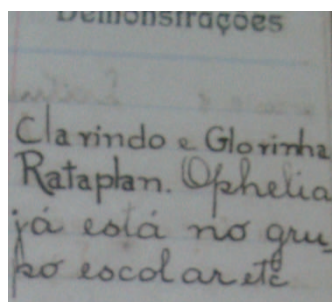 Demonstrações
Clarindo e Glorinha
Rataplan. Ophelia
já está no gru-
po escolar etc